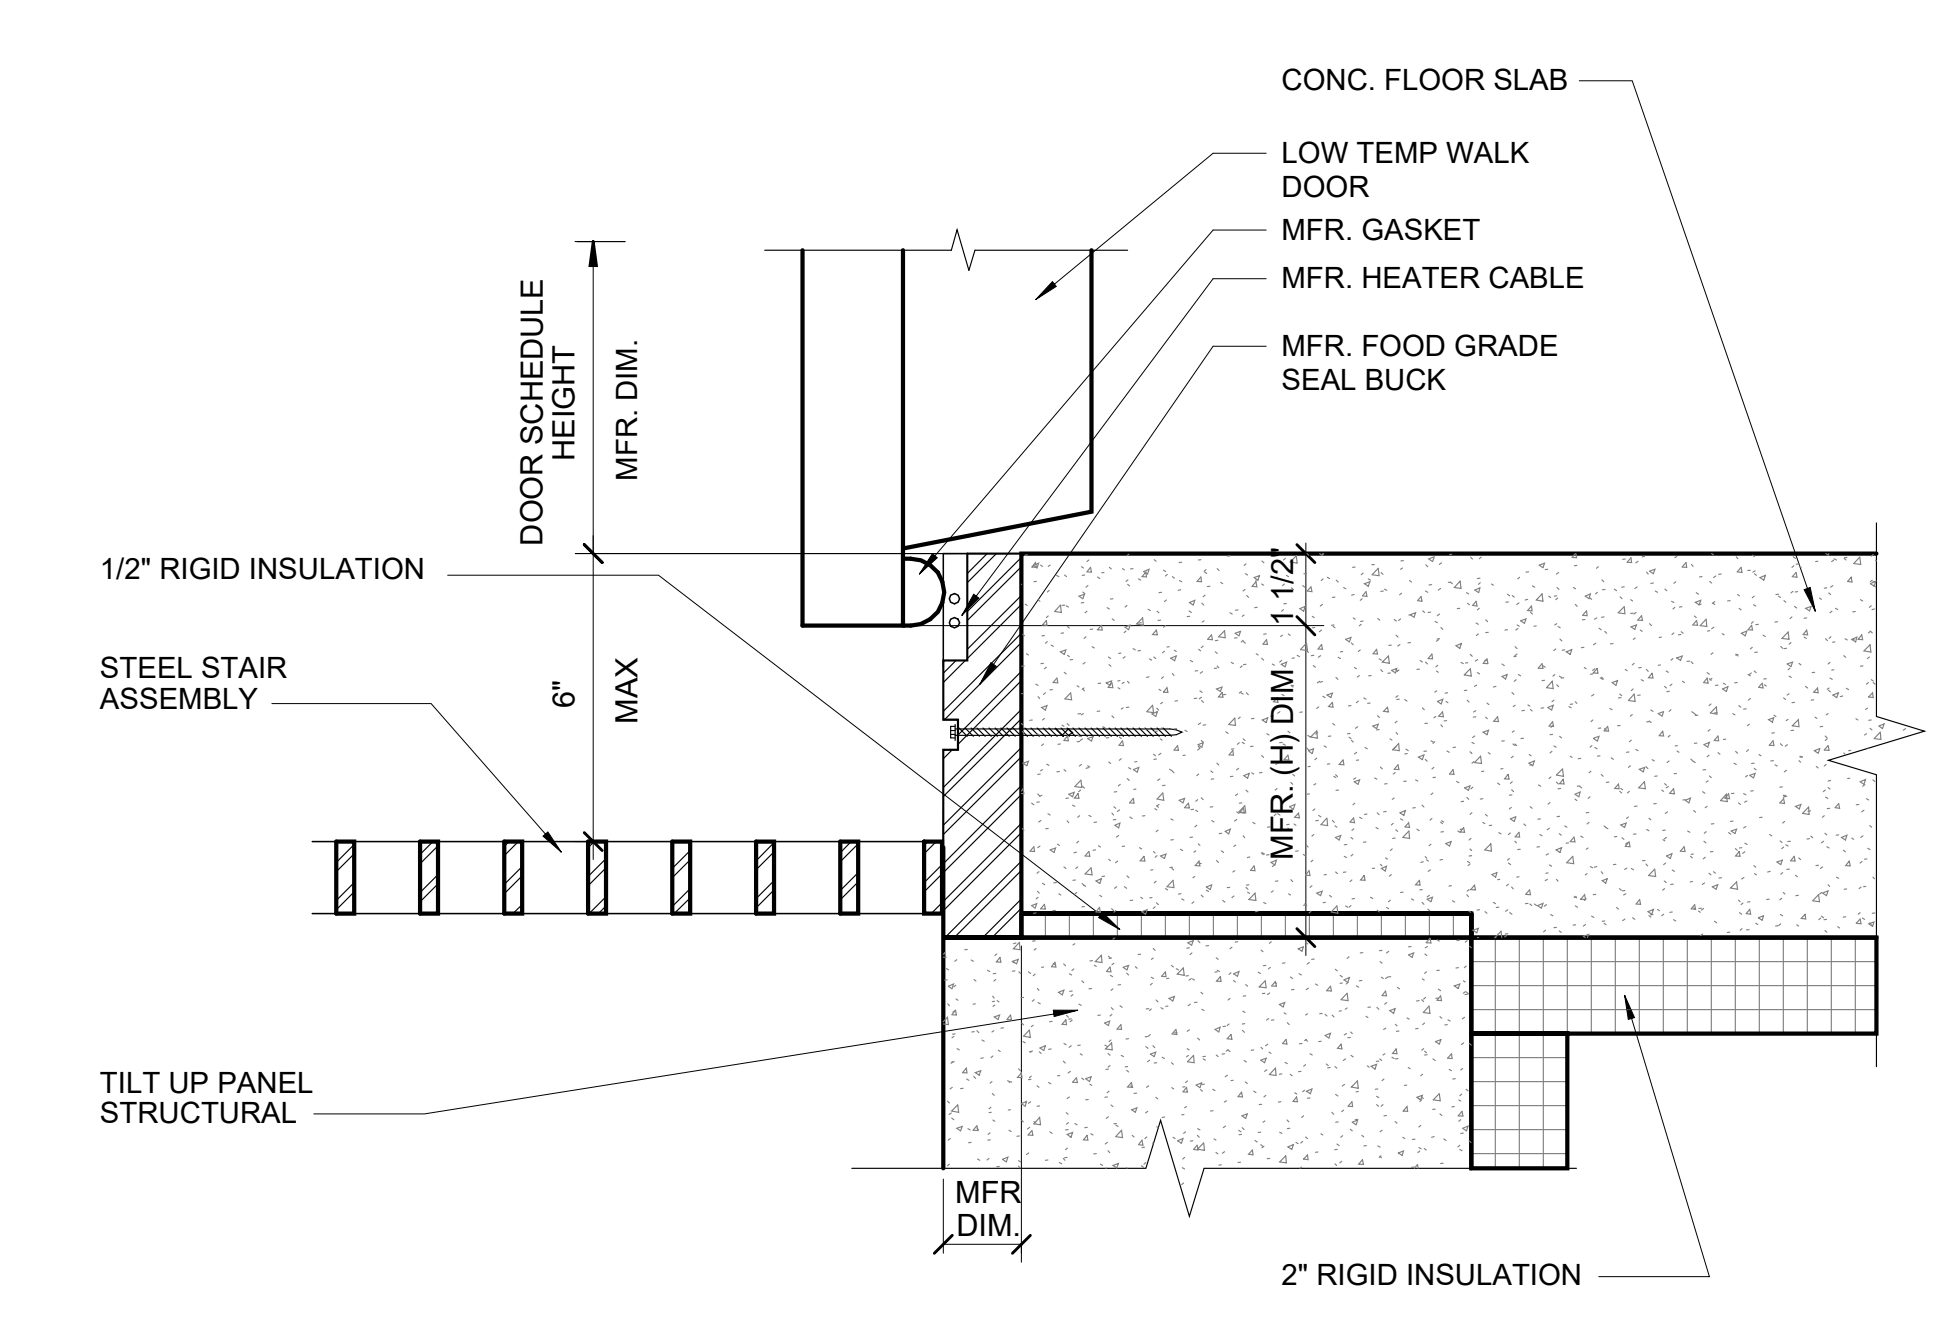 CONC. FLOOR SLAB
LOW TEMP WALK
DOOR
MFR. GASKET
MFR. HEATER CABLE
MFR. FOOD GRADE
SEAL BUCK
DOOR SCHEDULE
HEIGHT
MFR. DIM.
1/2" RIGID INSULATION
1 1/2"
STEEL STAIR
ASSEMBLY
6"
MAX
MFR. (H) DIM
TILT UP PANEL
STRUCTURAL
MFR
DIM.
2" RIGID INSULATION